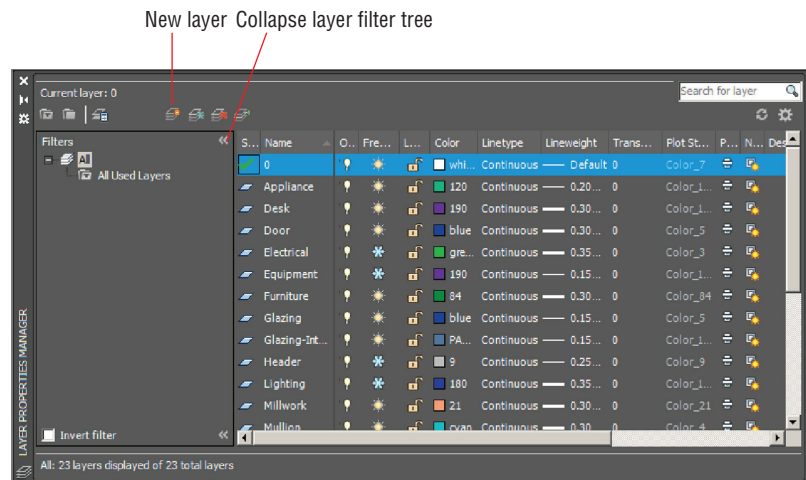 New layer Collapse layer filter tree
Current layer: 0
Search for layer
Filters
All
All Used Layers
Invert filter
S... Name O.. Fre... L... Color Linetype Lineweight Trans... Plot St... P... N... Des
0 whi... Continuous Default 0 Color_7
Appliance 120 Continuous 0.20... 0 Color_1...
Desk 190 Continuous 0.30... 0 Color_1...
Door blue Continuous 0.30... 0 Color_5
Electrical gre... Continuous 0.35... 0 Color_3
Equipment 190 Continuous 0.15... 0 Color_1...
Furniture 84 Continuous 0.30... 0 Color_84
Glazing blue Continuous 0.15... 0 Color_5
Glazing-Int... PA... Continuous 0.15... 0 Color_1...
Header 9 Continuous 0.25... 0 Color_9
Lighting 180 Continuous 0.35... 0 Color_1...
Millwork 21 Continuous 0.30... 0 Color_21
Mullion cyan Continuous 0.30 0 Color_4
LAYER PROPERTIES MANAGER
All: 23 layers displayed of 23 total layers